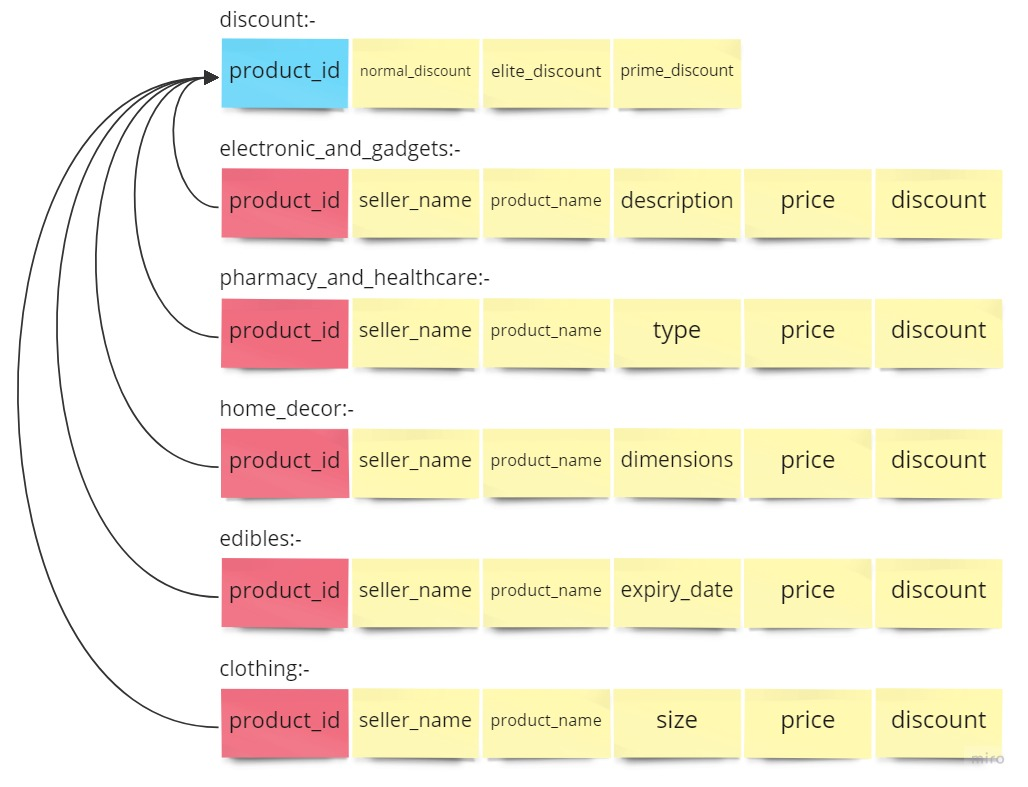 discount:-
product_id normal_discount elite_discount prime_discount
electronic_and_gadgets:-
product_id seller_name product_name description price discount
pharmacy_and_healthcare:-
product_id seller_name product_name type price discount
home_decor:-
product_id seller_name product_name dimensions price discount
edibles:-
product_id seller_name product_name expiry_date price discount
clothing:-
product_id seller_name product_name size price discount
miro